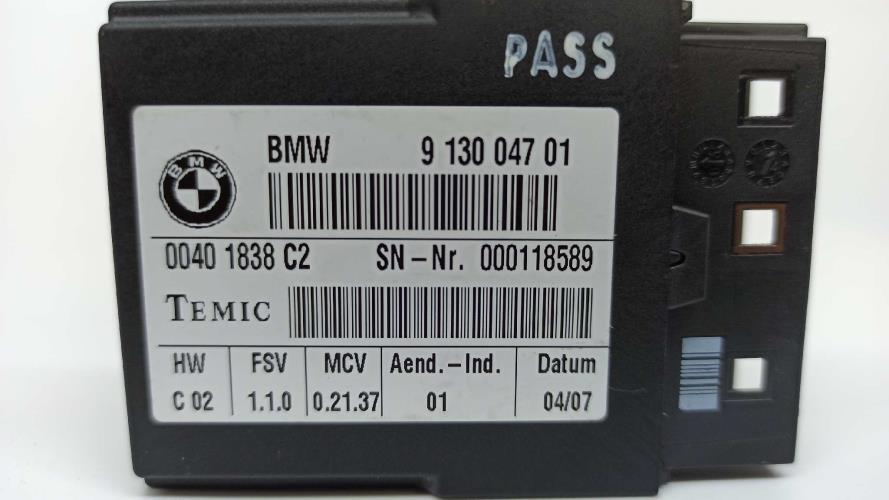 PASS
BMW
BMW 9 130 047 01
0040 1838 C2 SN-Nr. 000118589
TEMIC
HW FSV MCV Aend.-Ind. Datum
C 02 1.1.0 0.21.37 01 04/07